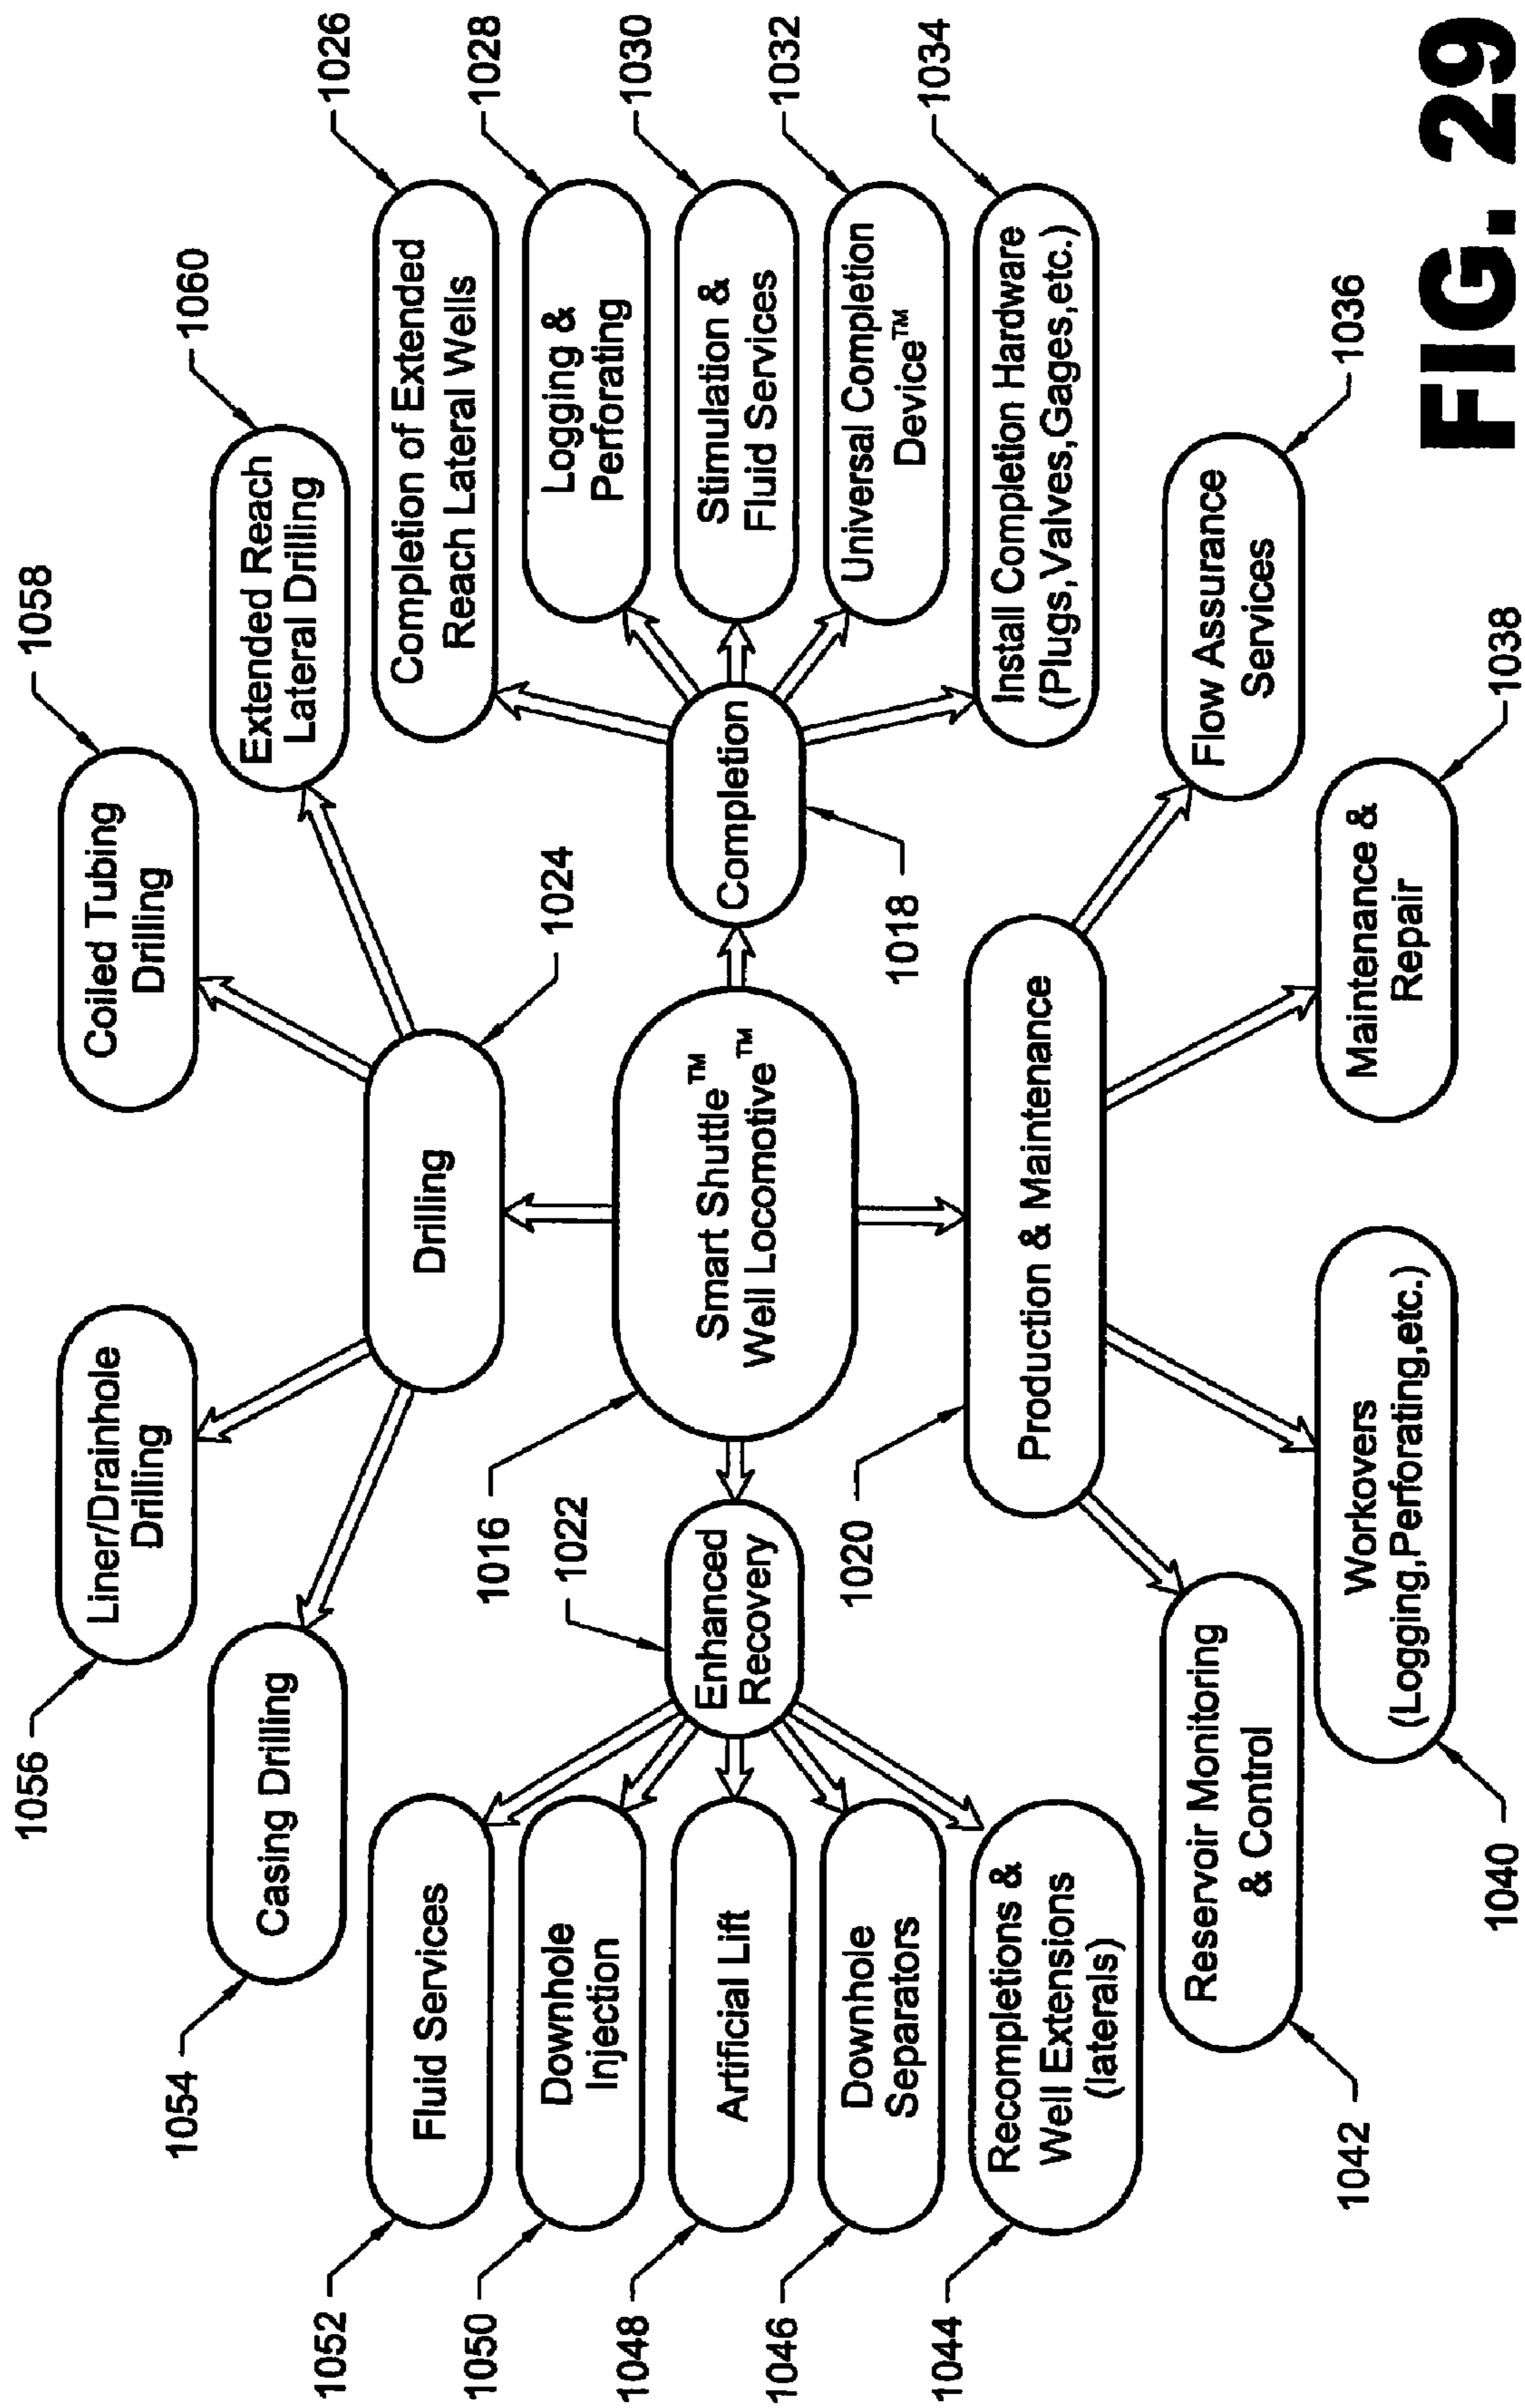 1056
1058
Liner/Drainhole
Drilling
Coiled Tubing
Drilling
1054
1060
Casing Drilling
Extended Reach
Lateral Drilling
1024
Drilling
1052
1026
Fluid Services
Completion of Extended
Reach Lateral Wells
1050
1028
Downhole
Injection
Logging &
Perforating
1016
1022
1048
1030
Artificial Lift
Enhanced
Recovery
Smart Shuttle™
Well Locomotive™
Completion
Stimulation &
Fluid Services
1046
1032
Downhole
Separators
Universal Completion
Device™
1020
1018
1044
1034
Recompletions &
Well Extensions
(laterals)
Production & Maintenance
Install Completion Hardware
(Plugs,Valves,Gages,etc.)
1042
1036
Reservoir Monitoring
& Control
Flow Assurance
Services
Workovers
(Logging,Perforating,etc.)
Maintenance &
Repair
1040
1038
FIG. 29